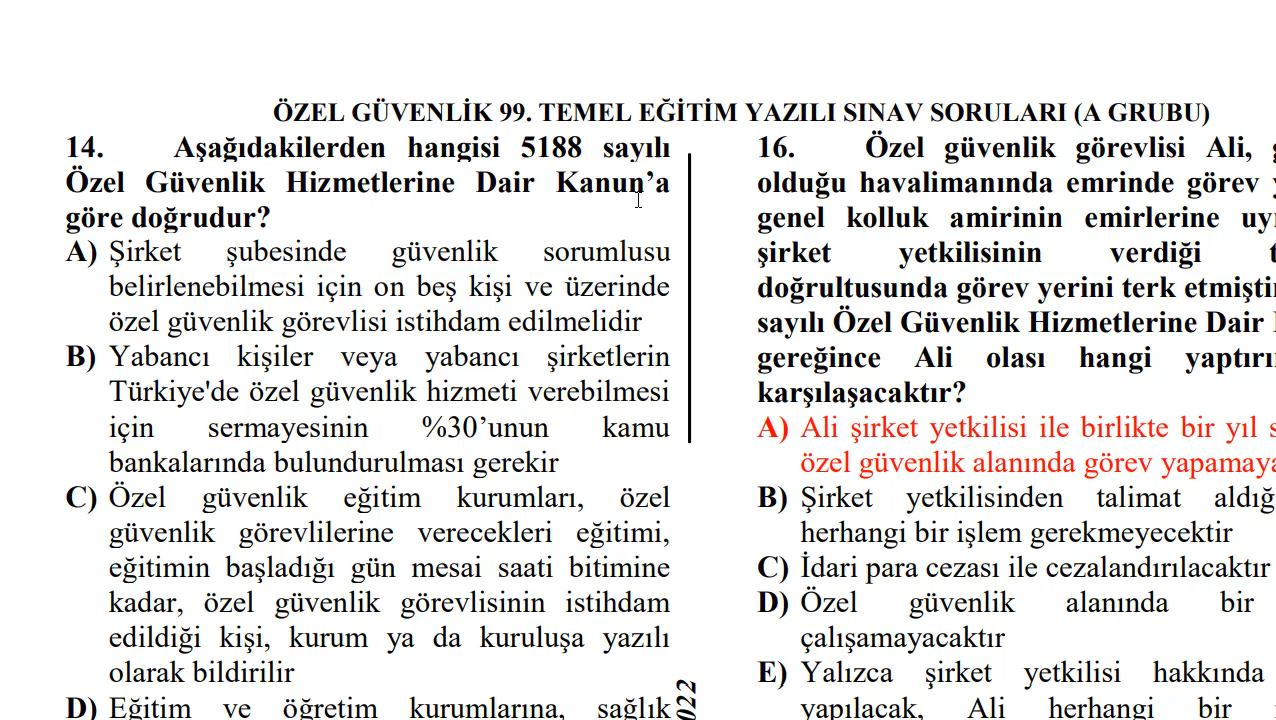 ÖZEL GÜVENLİK 99. TEMEL EĞİTİM YAZILI SINAV SORULARI (A GRUBU)
14. Aşağıdakilerden hangisi 5188 sayılı
Özel Güvenlik Hizmetlerine Dair Kanun’a
göre doğrudur?
A) Şirket şubesinde güvenlik sorumlusu
belirlenebilmesi için on beş kişi ve üzerinde
özel güvenlik görevlisi istihdam edilmelidir
B) Yabancı kişiler veya yabancı şirketlerin
Türkiye'de özel güvenlik hizmeti verebilmesi
için sermayesinin %30’unun kamu
bankalarında bulundurulması gerekir
C) Özel güvenlik eğitim kurumları, özel
güvenlik görevlilerine verecekleri eğitimi,
eğitimin başladığı gün mesai saati bitimine
kadar, özel güvenlik görevlisinin istihdam
edildiği kişi, kurum ya da kuruluşa yazılı
olarak bildirilir
D) Eğitim ve öğretim kurumlarına, sağlık
022
16. Özel güvenlik görevlisi Ali,
olduğu havalimanında emrinde görev
genel kolluk amirinin emirlerine
şirket yetkilisinin verdiği
doğrultusunda görev yerini terk
sayılı Özel Güvenlik Hizmetlerine Dair
gereğince Ali olası hangi
karşılaşacaktır?
A) Ali şirket yetkilisi ile birlikte bir yıl
özel güvenlik alanında görev
B) Şirket yetkilisinden talimat
herhangi bir işlem gerekmeyecektir
C) İdari para cezası ile cezalandırılacaktır
D) Özel güvenlik alanında bir
çalışamayacaktır
E) Yalızca şirket yetkilisi hakkında
yapılacak, Ali herhangi bir